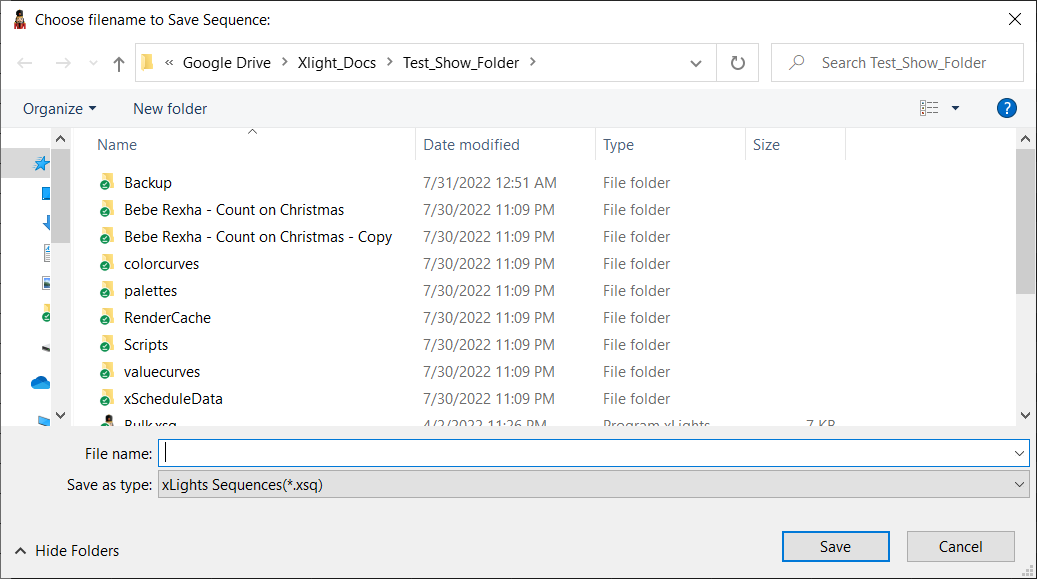 Choose filename to Save Sequence:
« Google Drive > Xlight_Docs > Test_Show_Folder >
Search Test_Show_Folder
Organize New folder
?
Name Date modified Type Size
Backup 7/31/2022 12:51 AM File folder
Bebe Rexha - Count on Christmas 7/30/2022 11:09 PM File folder
Bebe Rexha - Count on Christmas - Copy 7/30/2022 11:09 PM File folder
colorcurves 7/30/2022 11:09 PM File folder
palettes 7/30/2022 11:09 PM File folder
RenderCache 7/30/2022 11:09 PM File folder
Scripts 7/30/2022 11:09 PM File folder
valuecurves 7/30/2022 11:09 PM File folder
xScheduleData 7/30/2022 11:09 PM File folder
Bulk.xsq 4/2/2022 11:26 PM Program xLights 7 KB
File name:
Save as type: xLights Sequences(*.xsq)
Hide Folders
Save Cancel